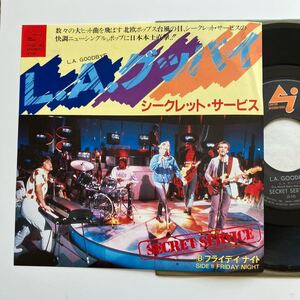 数々の大ヒット曲を飛ばす北欧ポップス台風の目、シークレット・サービスの
快調ニューシングル。ポップに日本本土直撃!!
L.A. GOODBYE
L.A.グッバイ
シークレット・サービス
SECRET SERVICE
B フライデイ ナイト
SIDE B FRIDAY NIGHT
L.A. GOODB
SECRET SER